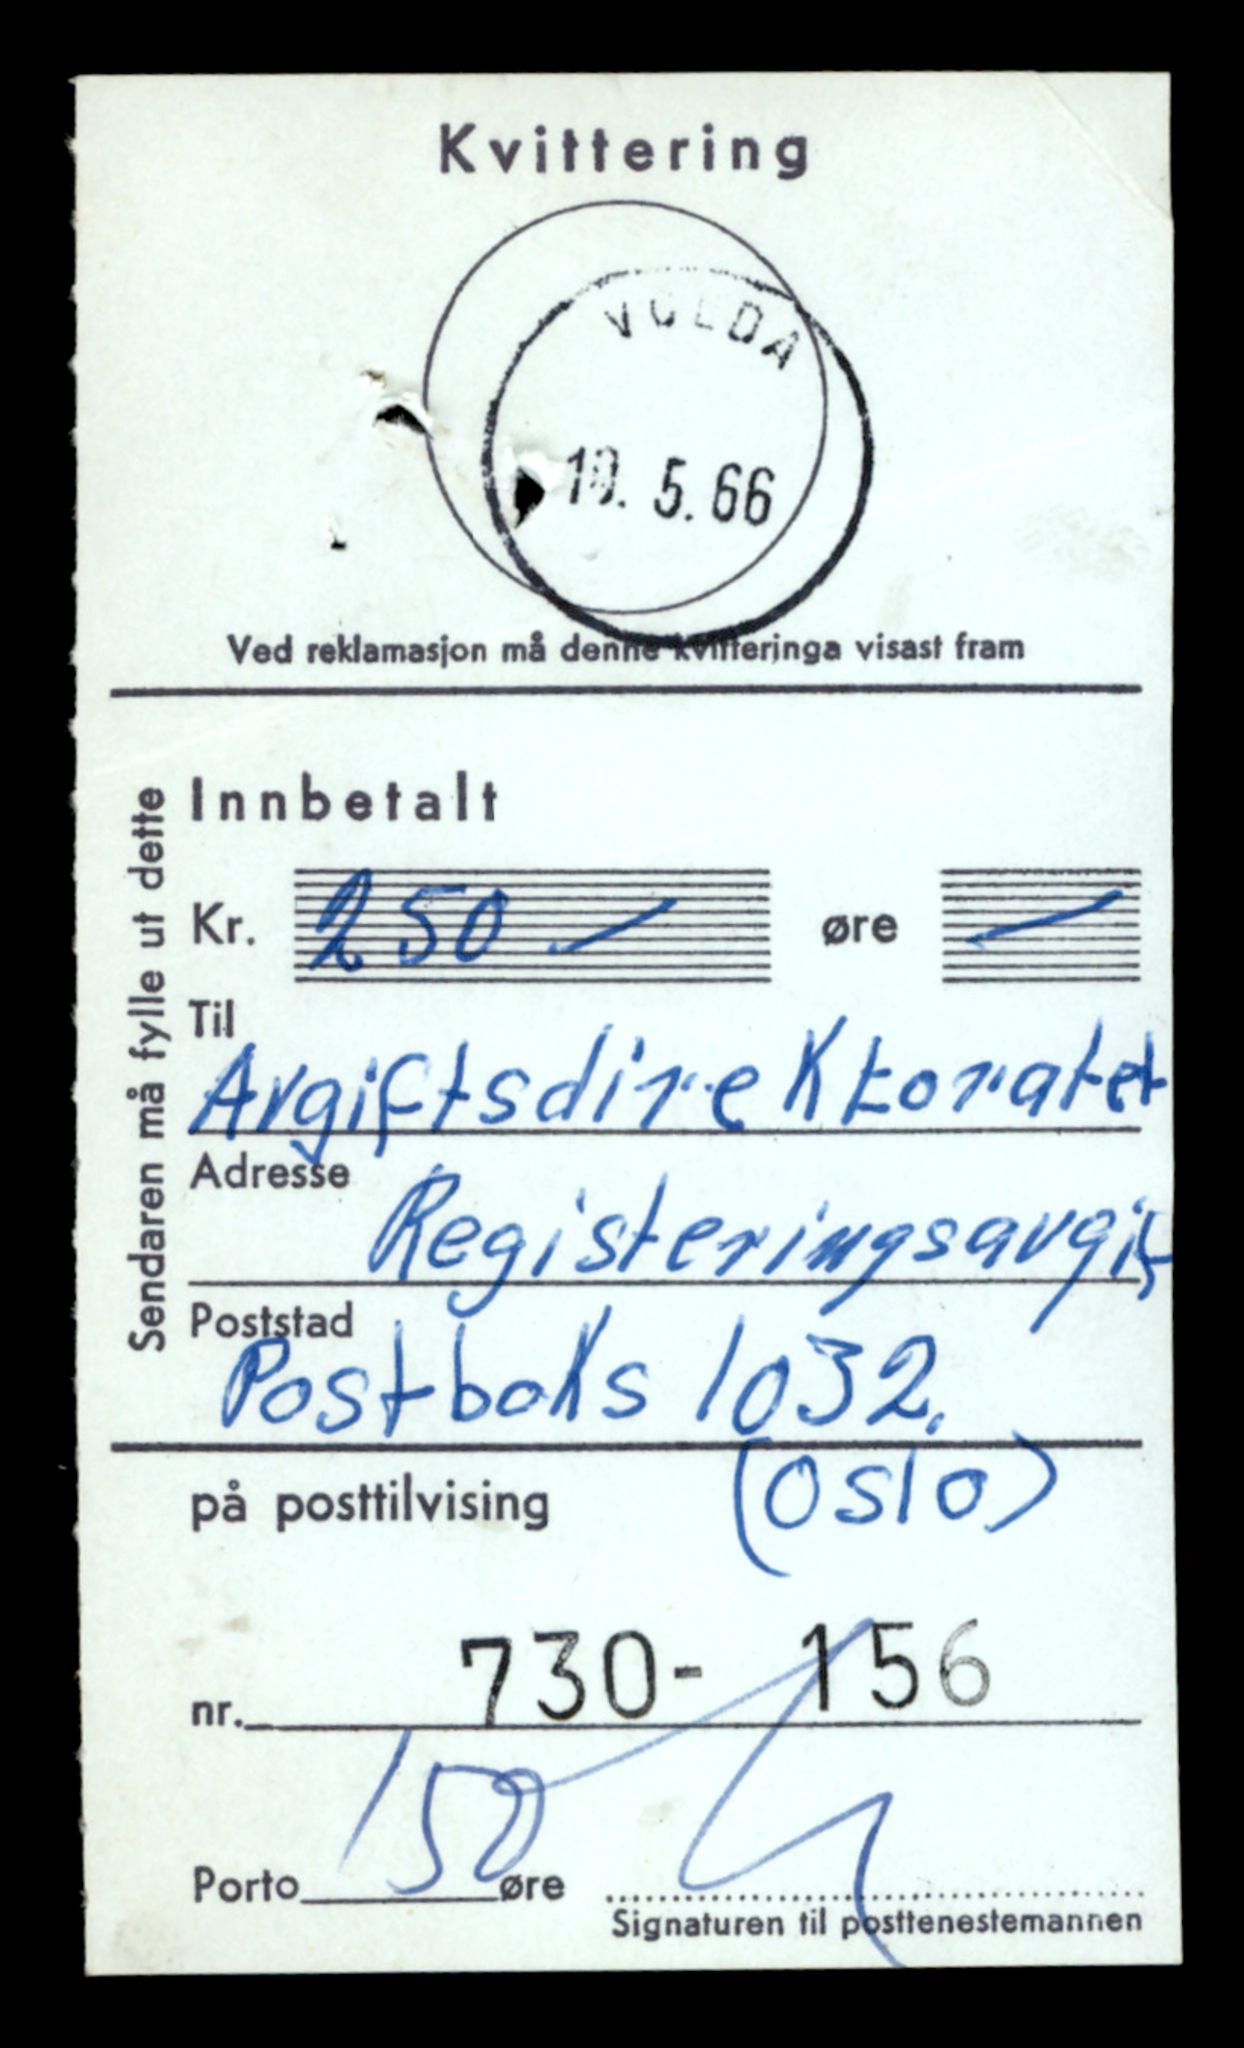 Kvittering
VOLDA
5.66
Ved reklamasjon må denne kvitteringa visast fram
Sendaren må fylle ut dette
Innbetalt
Kr. 250 — øre —
Til
Avgiftsdirektoratet
Adresse
Registeringsavgif
Poststad
Postboks 1032.
(Oslo)
på posttilvising
nr. 730- 156
Porto 150 øre
Signaturen til posttenestemannen